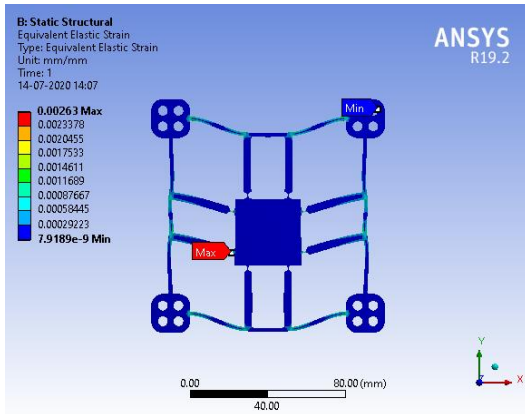 B: Static Structural
Equivalent Elastic Strain
Type: Equivalent Elastic Strain
Unit: mm/mm
Time: 1
14-07-2020 14:07
ANSYS
R19.2
0.00263 Max
0.0023378
0.0020455
0.0017533
0.0014611
0.0011689
0.00087667
0.00058445
0.00029223
7.9189e-9 Min
Min
Max
0.00
80.00 (mm)
40.00
Y
Z
X